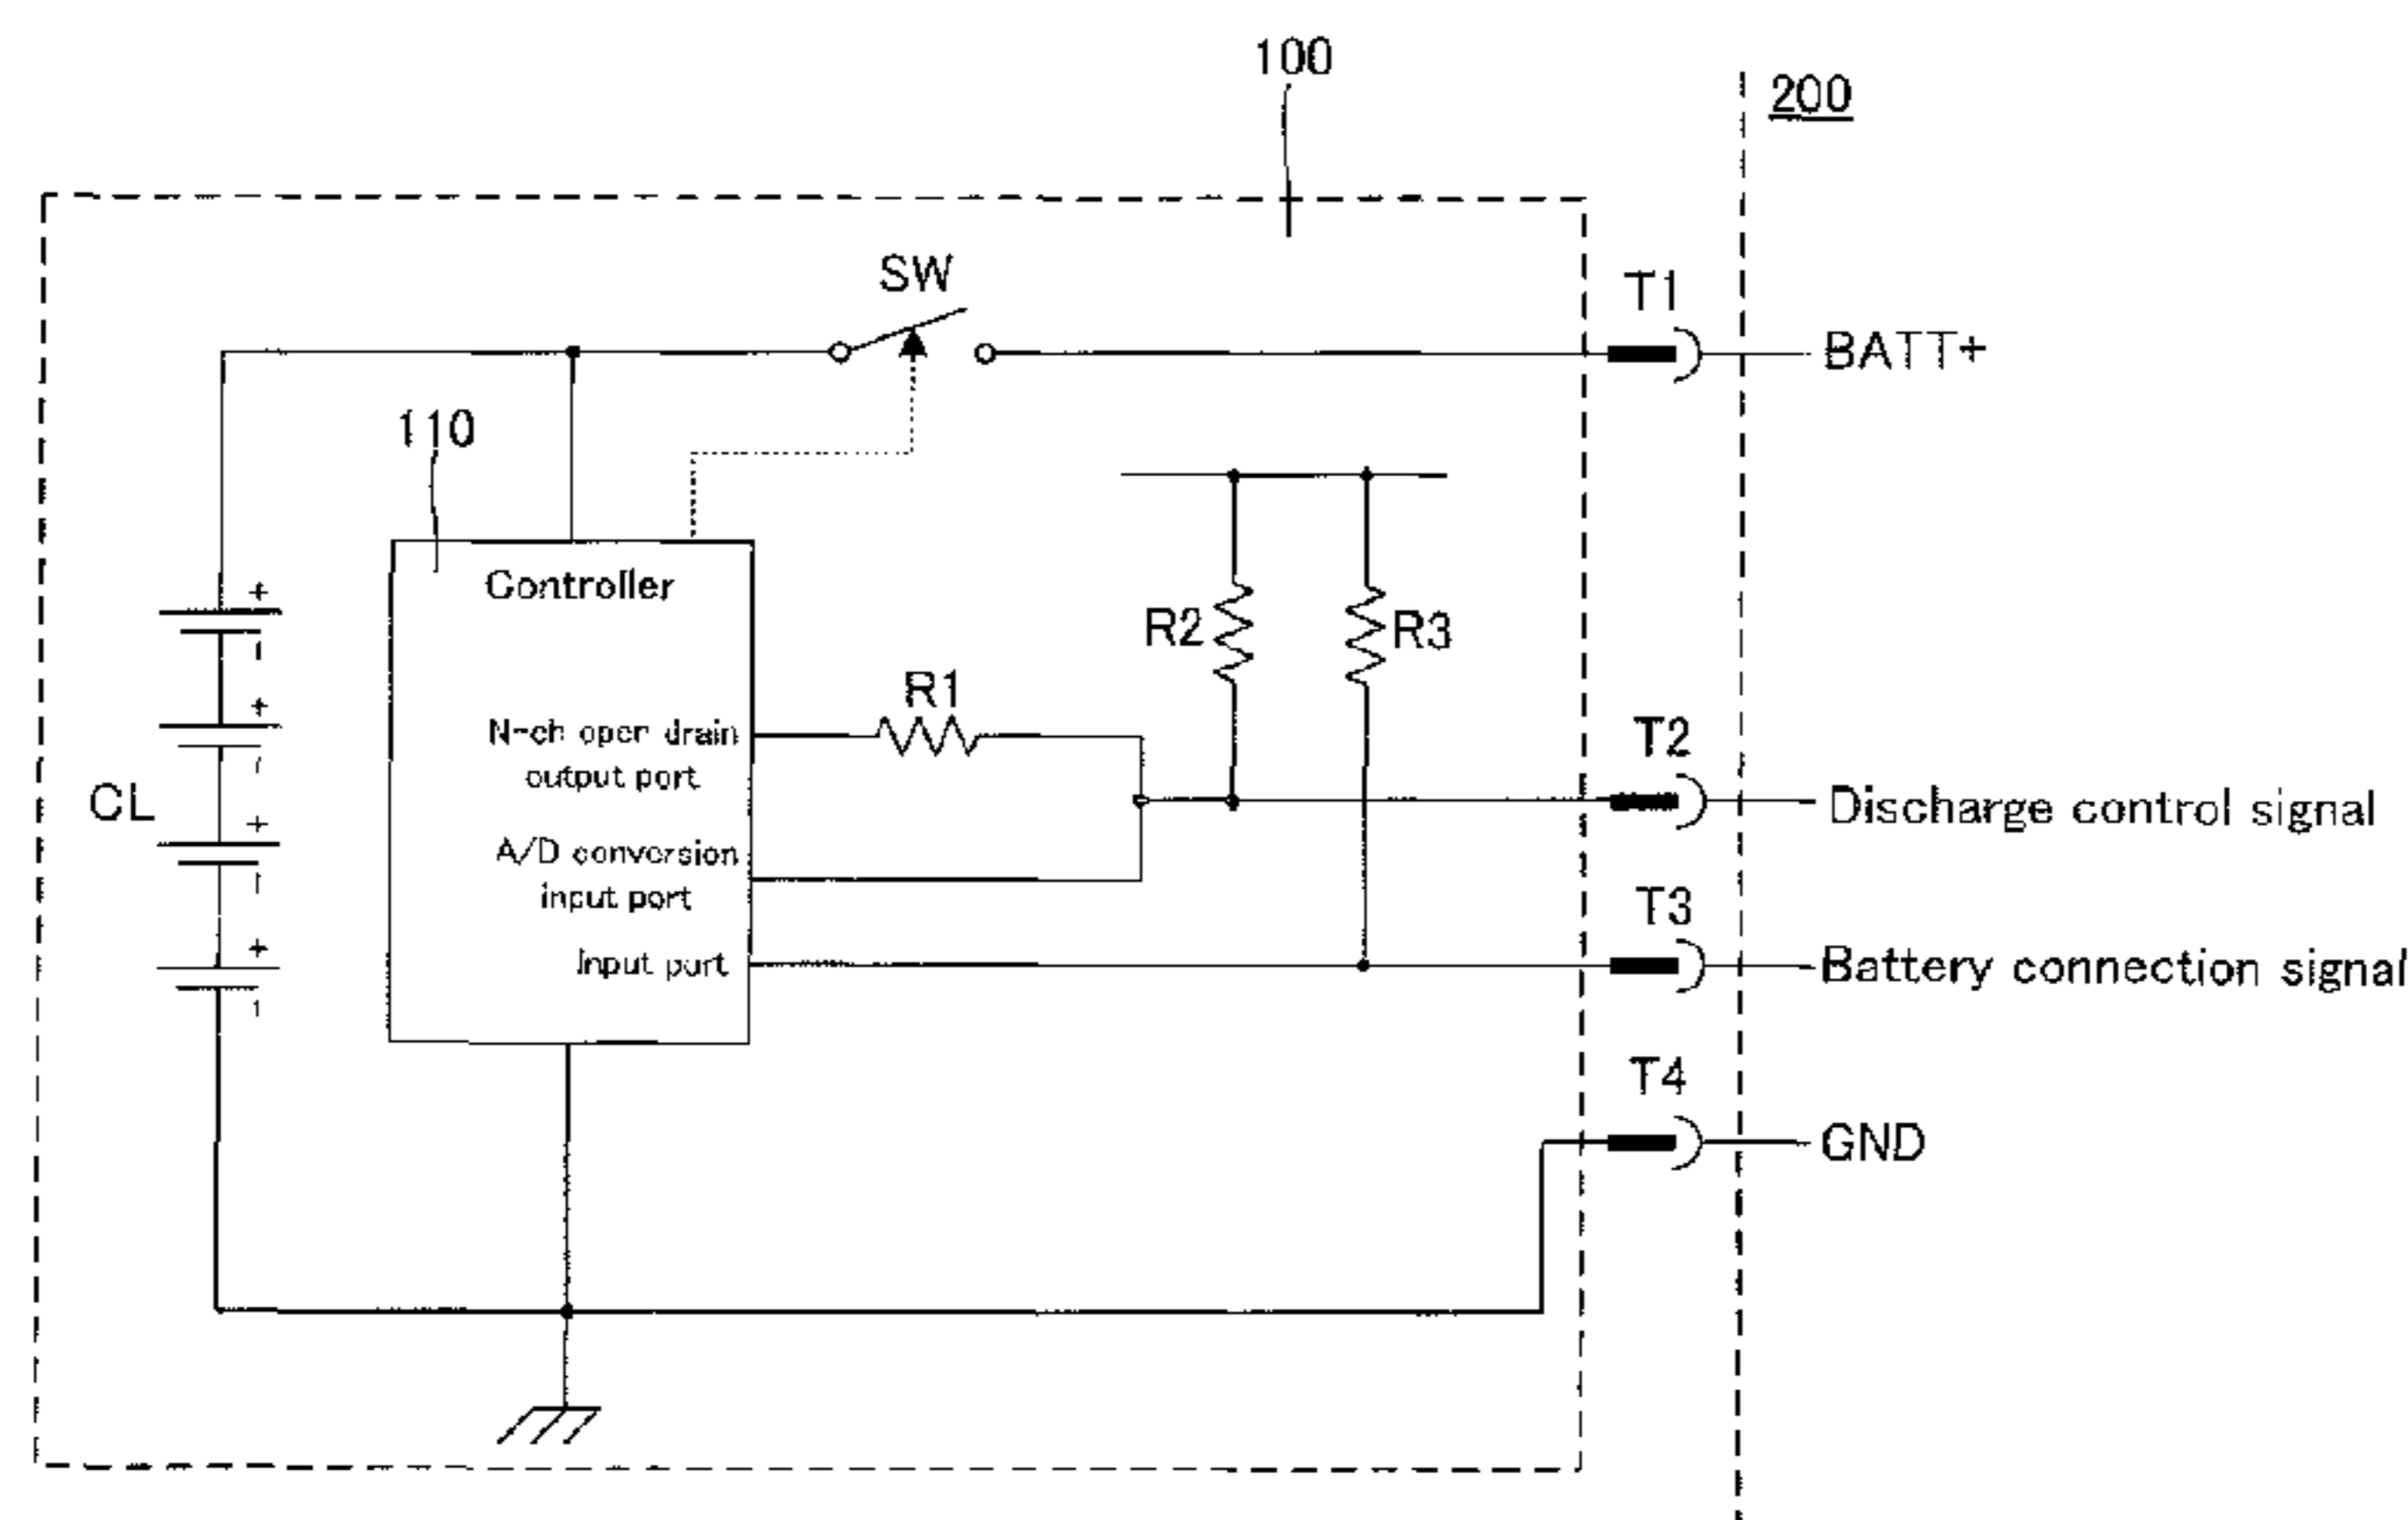 100
200
SW
T1
BATT+
110
Controller
R2
R3
R1
N-ch open drain
output port
T2
CL
Discharge control signal
A/D conversion
input port
T3
Input port
Battery connection signal
T4
GND